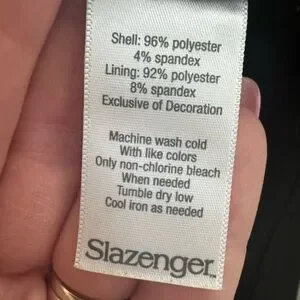 Shell: 96% polyester
4% spandex
Lining: 92% polyester
8% spandex
Exclusive of Decoration
Machine wash cold
With like colors
Only non-chlorine bleach
When needed
Tumble dry low
Cool iron as needed
Slazenger™